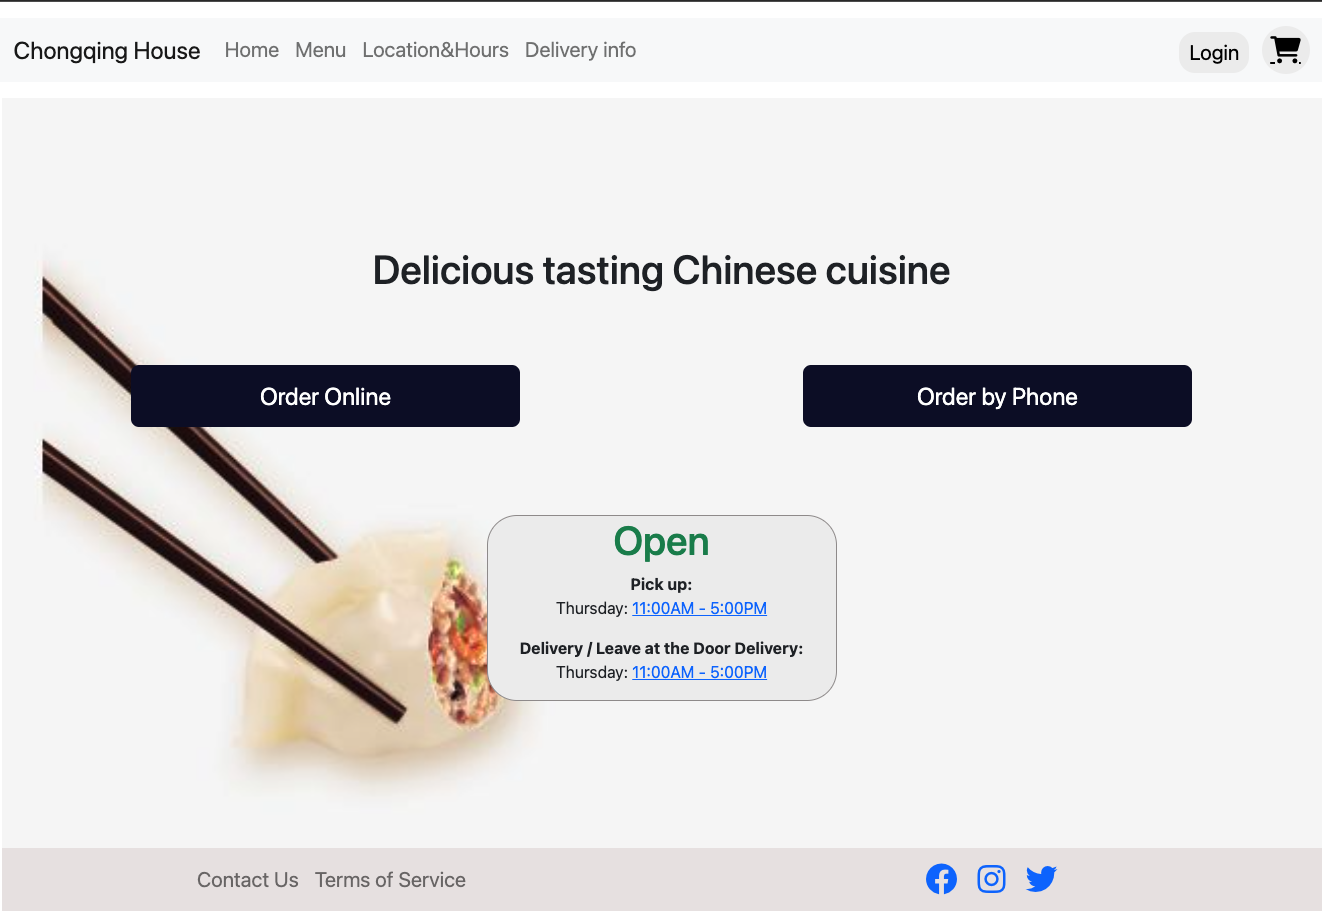 Chongqing House Home Menu Location&Hours Delivery info Login
Delicious tasting Chinese cuisine
Order Online Order by Phone
Open
Pick up:
Thursday: 11:00AM - 5:00PM
Delivery / Leave at the Door Delivery:
Thursday: 11:00AM - 5:00PM
Contact Us Terms of Service